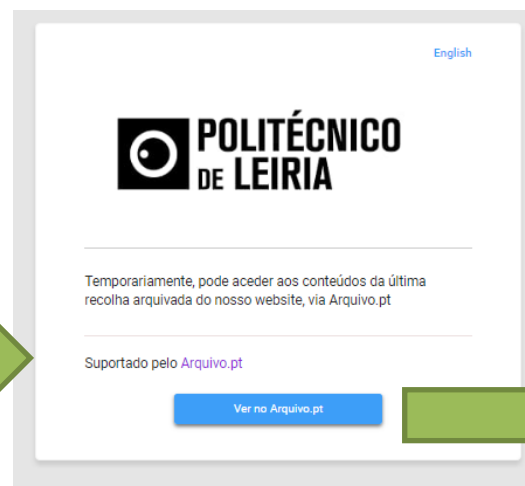 English
POLITÉCNICO
DE LEIRIA
Temporariamente, pode aceder aos conteúdos da última
recolha arquivada do nosso website, via Arquivo.pt
Suportado pelo Arquivo.pt
Ver no Arquivo.pt